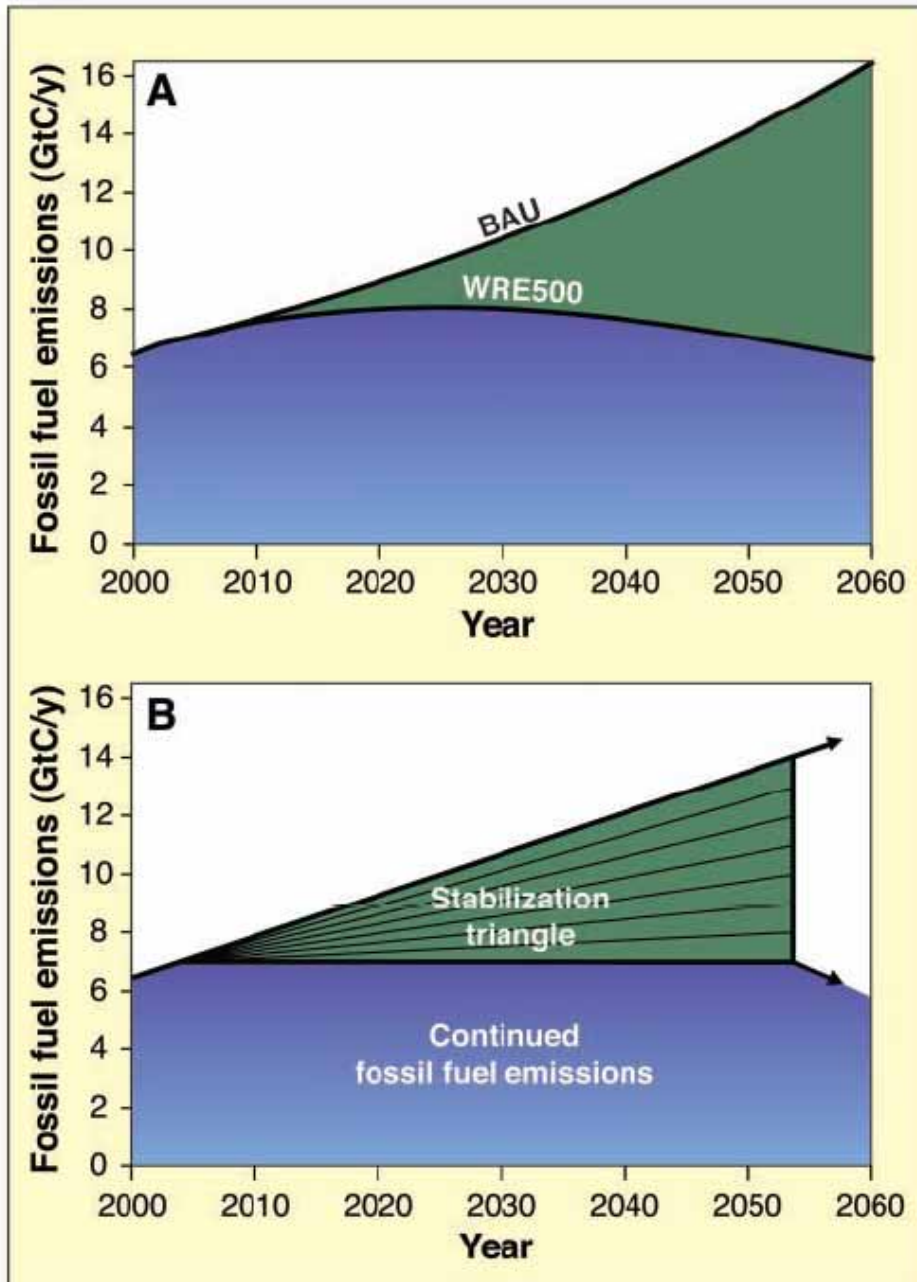 A
Fossil fuel emissions (GtC/y)
16
14
12
10
8
6
4
2
0
BAU
WRE500
2000 2010 2020 2030 2040 2050 2060
Year
B
Fossil fuel emissions (GtC/y)
16
14
12
10
8
6
4
2
0
Stabilization
triangle
Continued
fossil fuel emissions
2000 2010 2020 2030 2040 2050 2060
Year